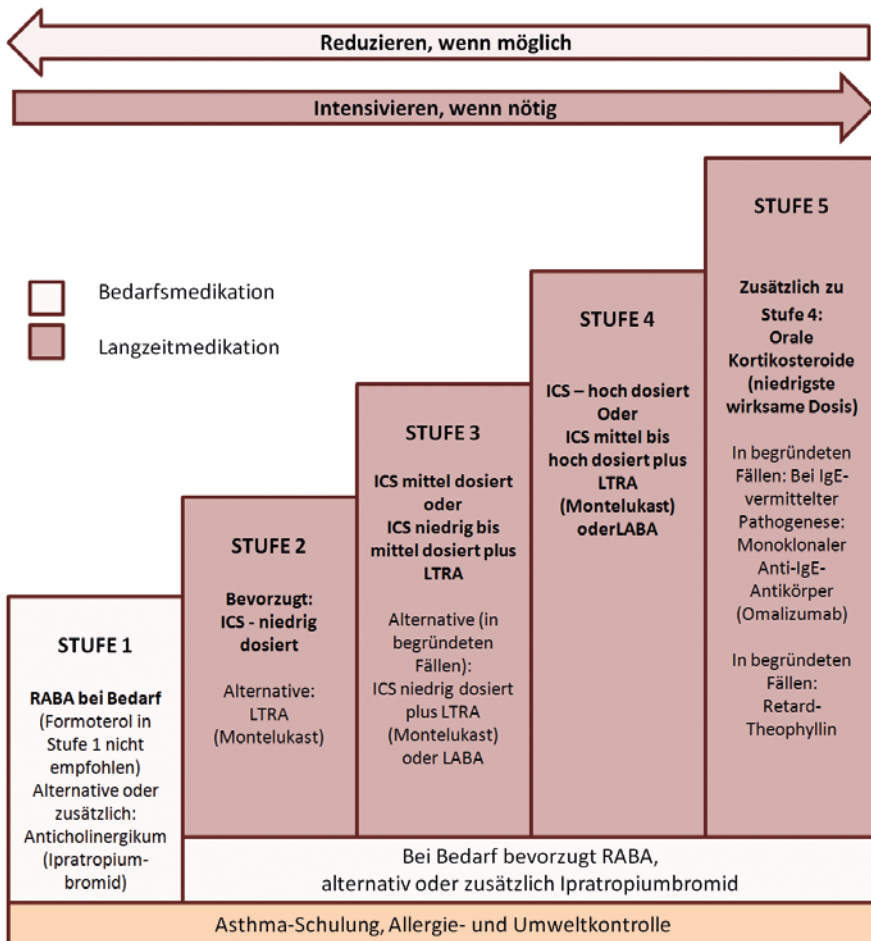 Reduzieren, wenn möglich
Intensivieren, wenn nötig
Bedarfsmedikation
Langzeitmedikation
STUFE 1
RABA bei Bedarf
(Formoterol in
Stufe 1 nicht
empfohlen)
Alternative oder
zusätzlich:
Anticholinergikum
(Ipratropium-
bromid)
STUFE 2
Bevorzugt:
ICS - niedrig
dosiert
Alternative:
LTRA
(Montelukast)
STUFE 3
ICS mittel dosiert
oder
ICS niedrig bis
mittel dosiert plus
LTRA
Alternative (in
begründeten
Fällen):
ICS niedrig dosiert
plus LTRA
(Montelukast)
oder LABA
STUFE 4
ICS – hoch dosiert
Oder
ICS mittel bis
hoch dosiert plus
LTRA
(Montelukast)
oderLABA
STUFE 5
Zusätzlich zu
Stufe 4:
Orale
Kortikosteroide
(niedrigste
wirksame Dosis)
In begründeten
Fällen: Bei IgE-
vermittelter
Pathogenese:
Monoklonaler
Anti-IgE-
Antikörper
(Omalizumab)
In begründeten
Fällen:
Retard-
Theophyllin
Bei Bedarf bevorzugt RABA,
alternativ oder zusätzlich Ipratropiumbromid
Asthma-Schulung, Allergie- und Umweltkontrolle